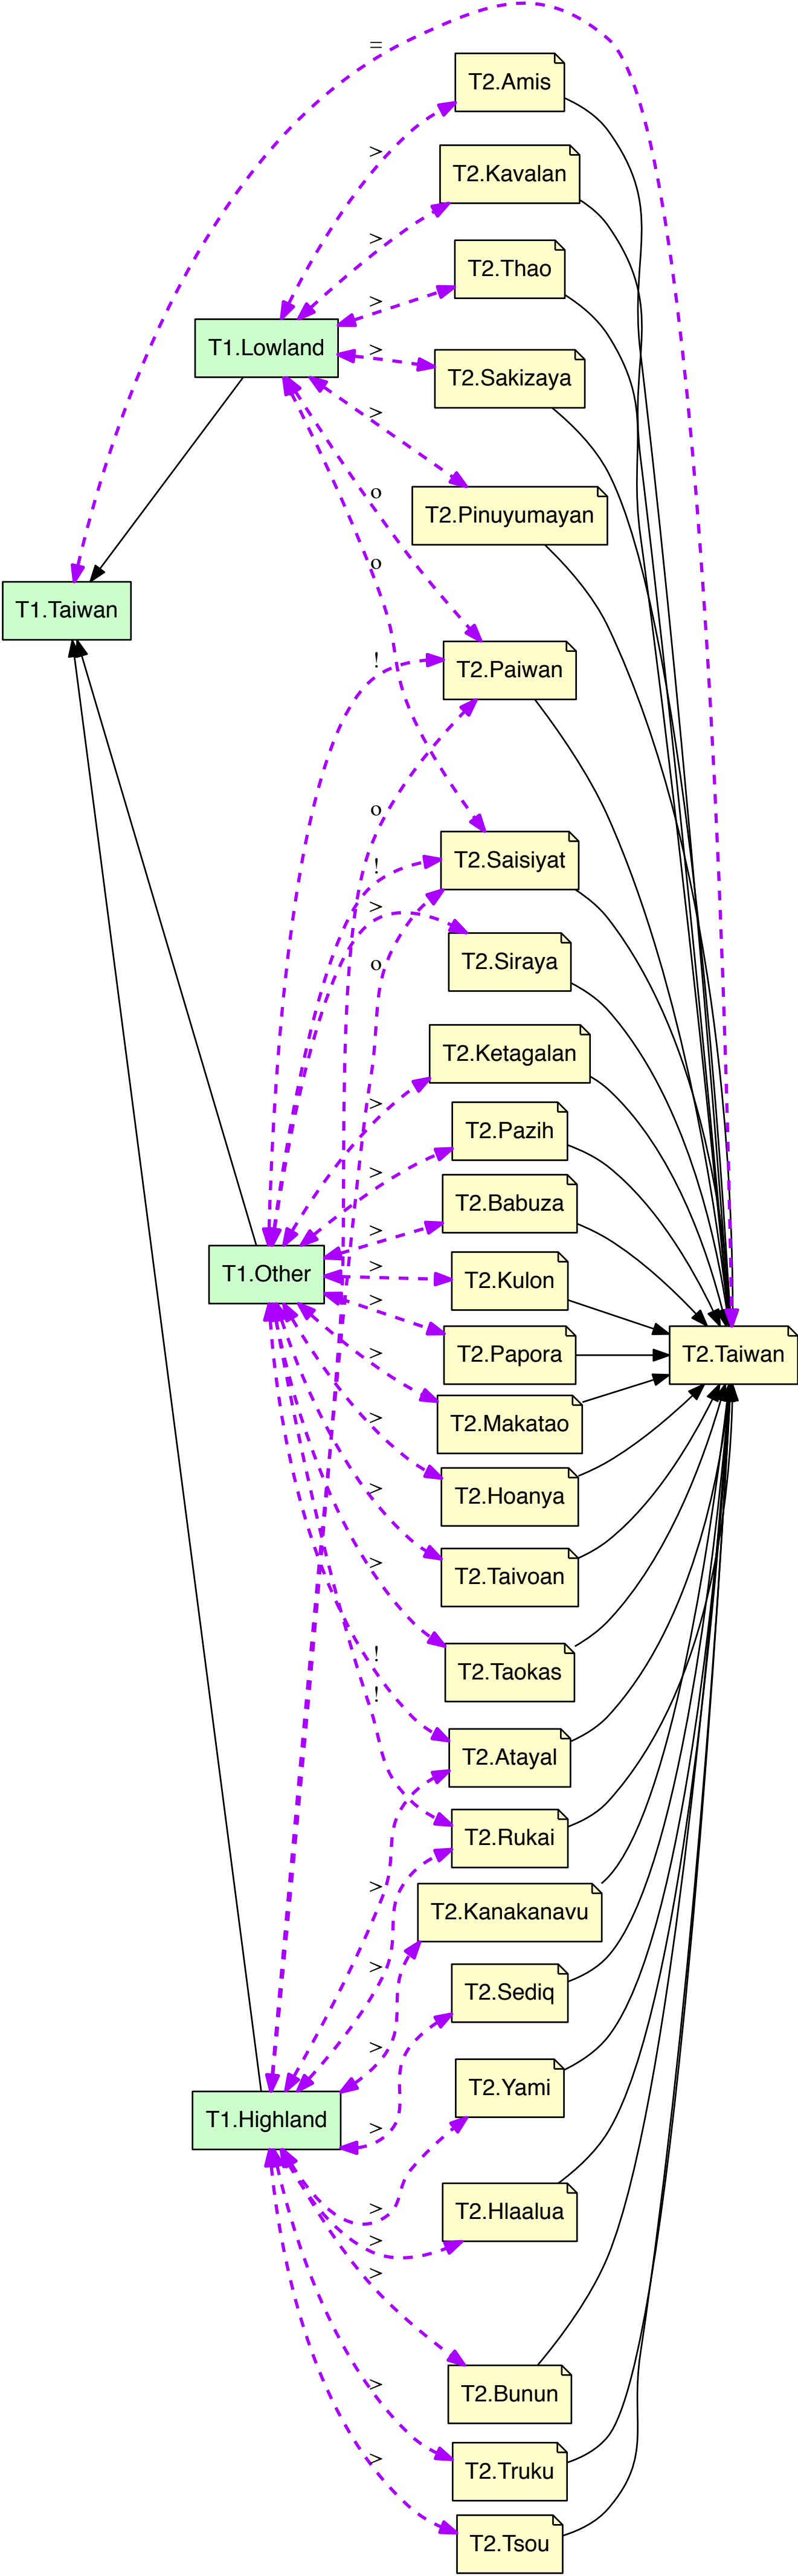 =
T2.Amis
>
T2.Kavalan
>
T2.Thao
>
T1.Lowland
>
T2.Sakizaya
>
o
T2.Pinuyumayan
o
T1.Taiwan
!
T2.Paiwan
o
!
T2.Saisiyat
>
o
T2.Siraya
T2.Ketagalan
>
T2.Pazih
>
T2.Babuza
>
T1.Other
>
T2.Kulon
>
T2.Papora
T2.Taiwan
>
T2.Makatao
>
T2.Hoanya
>
T2.Taivoan
>
T2.Taokas
!
!
T2.Atayal
T2.Rukai
>
T2.Kanakanavu
>
T2.Sediq
>
T2.Yami
T1.Highland
>
>
T2.Hlaalua
>
>
T2.Bunun
>
T2.Truku
>
T2.Tsou